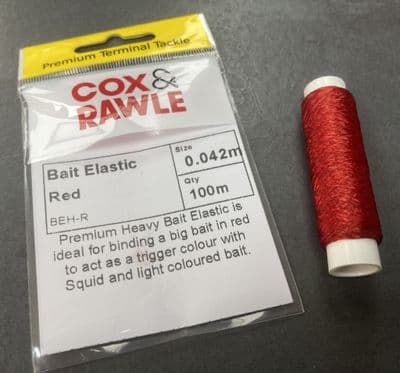 Premium Terminal Tackle
COX &
RAWLE
Bait Elastic
Red
BEH-R
Size
0.042m
Qty
100m
Premium Heavy Bait Elastic is
ideal for binding a big bait in red
to act as a trigger colour with
Squid and light coloured bait.